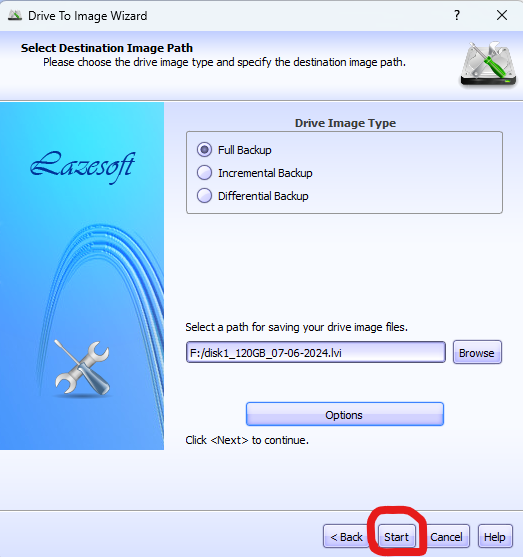 Drive To Image Wizard
?
Select Destination Image Path
Please choose the drive image type and specify the destination image path.
Lazesoft
Drive Image Type
Full Backup
Incremental Backup
Differential Backup
Select a path for saving your drive image files.
F:/disk1_120GB_07-06-2024.lvi
Browse
Options
Click <Next> to continue.
< Back
Start
Cancel
Help